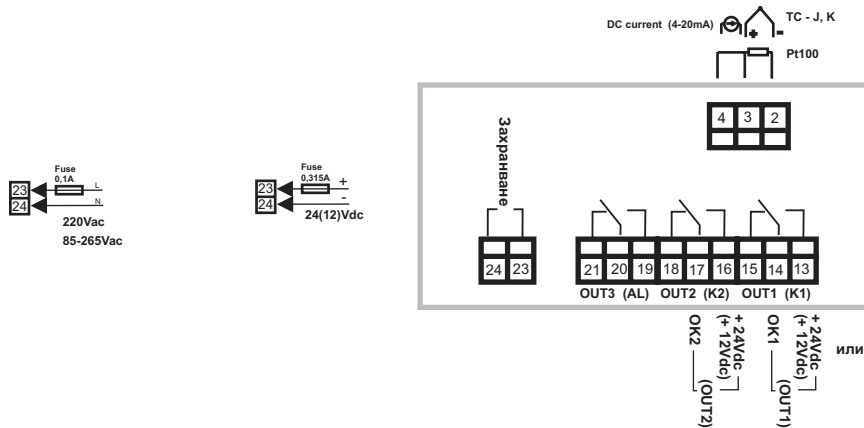 DC current (4-20mA)
+
-
TC - J, K
Pt100
4 3 2
Захранване
Fuse
0,1A
23
L
24
N
220Vac
85-265Vac
Fuse
0,315A
23
+
24
-
24(12)Vdc
24 23
21 20 19 18 17 16 15 14 13
OUT3 (AL) OUT2 (K2) OUT1 (K1)
OK2
+ 24Vdc
(+ 12Vdc)
(OUT2)
OK1
+ 24Vdc
(+ 12Vdc)
(OUT1)
или